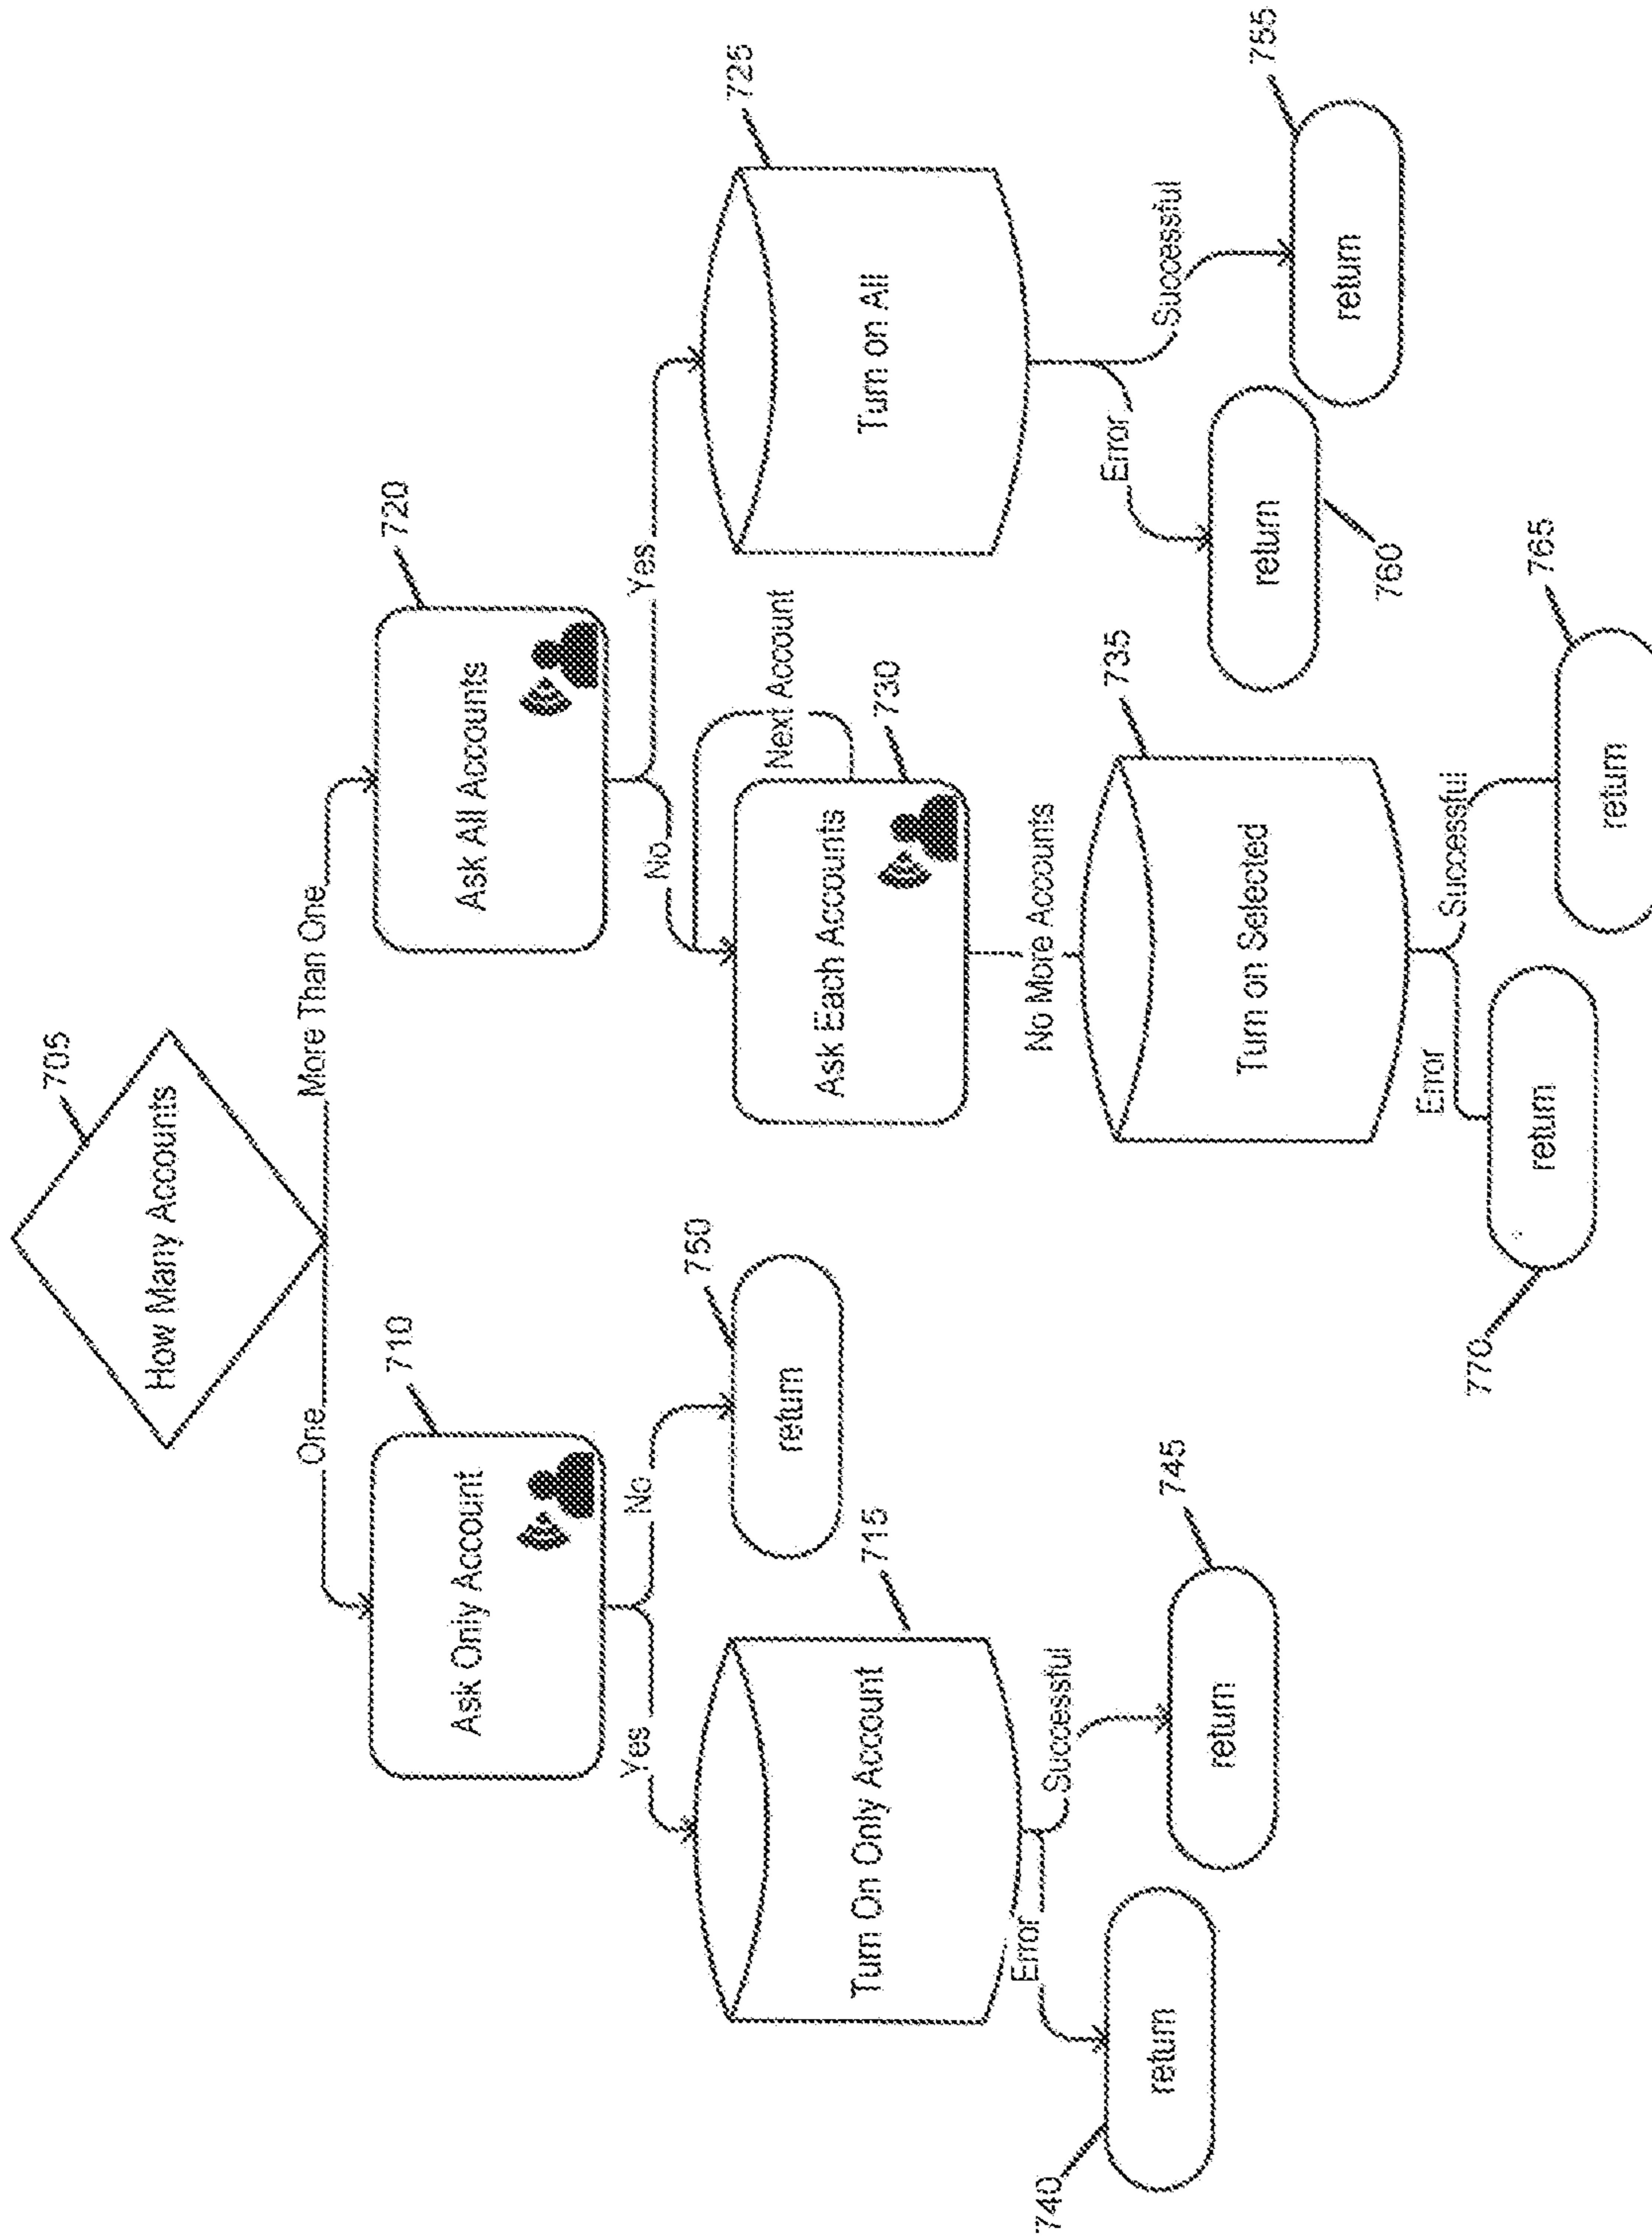 705
How Many Accounts
One
More Than One
710
Ask Only Account
720
Ask All Accounts
Yes
No
No
Yes
Next Account
750
return
730
Ask Each Accounts
725
Turn on All
715
Turn On Only Account
No More Accounts
735
Turn on Selected
Error
Successful
Error
Successful
740
return
745
return
760
return
755
return
Error
Successful
770
return
765
return